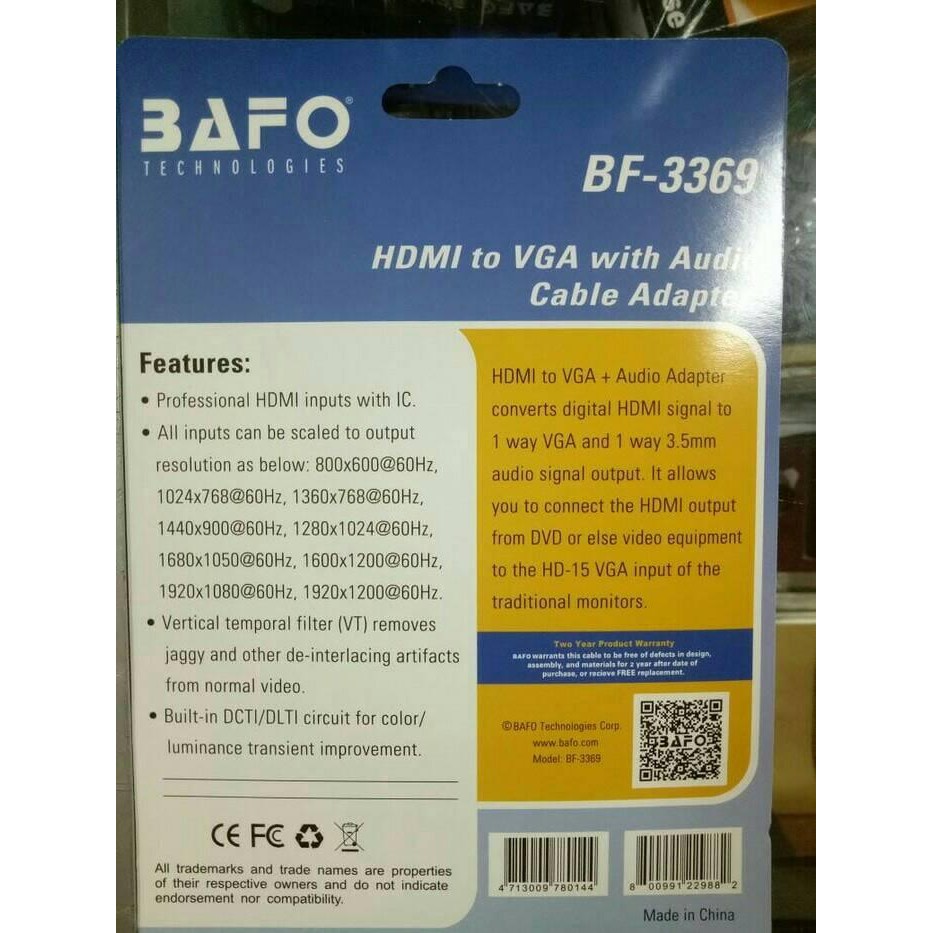 se
BAFO®
TECHNOLOGIES
BF-3369
HDMI to VGA with Audio
Cable Adapter
Features:
• Professional HDMI inputs with IC.
• All inputs can be scaled to output
resolution as below: 800x600@60Hz,
1024x768@60Hz, 1360x768@60Hz,
1440x900@60Hz, 1280x1024@60Hz,
1680x1050@60Hz, 1600x1200@60Hz,
1920x1080@60Hz, 1920x1200@60Hz.
• Vertical temporal filter (VT) removes
jaggy and other de-interlacing artifacts
from normal video.
• Built-in DCTI/DLTI circuit for color/
luminance transient improvement.
HDMI to VGA + Audio Adapter
converts digital HDMI signal to
1 way VGA and 1 way 3.5mm
audio signal output. It allows
you to connect the HDMI output
from DVD or else video equipment
to the HD-15 VGA input of the
traditional monitors.
Two Year Product Warranty
BAFO warrants this cable to be free of defects in design,
assembly, and materials for 2 year after date of
purchase, or recieve FREE replacement.
©BAFO Technologies Corp.
www.bafo.com
Model: BF-3369
BAFO
CE FC
All trademarks and trade names are properties
of their respective owners and do not indicate
endorsement nor compatibility.
4 713009 780144
8 00991 22988 2
Made in China